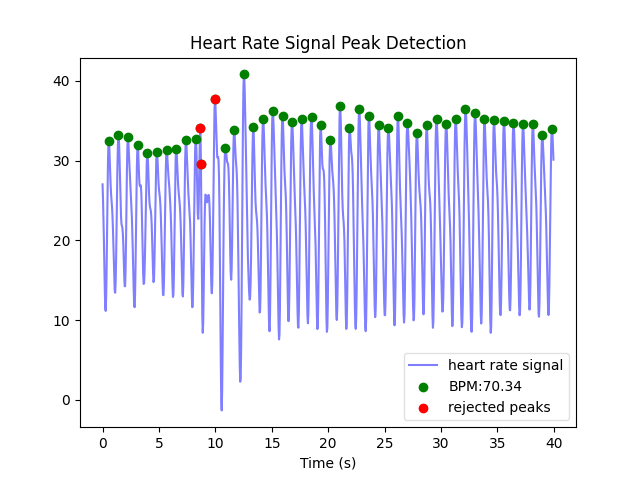 Heart Rate Signal Peak Detection
40
30
20
10
0
heart rate signal
BPM:70.34
rejected peaks
0 5 10 15 20 25 30 35 40
Time (s)